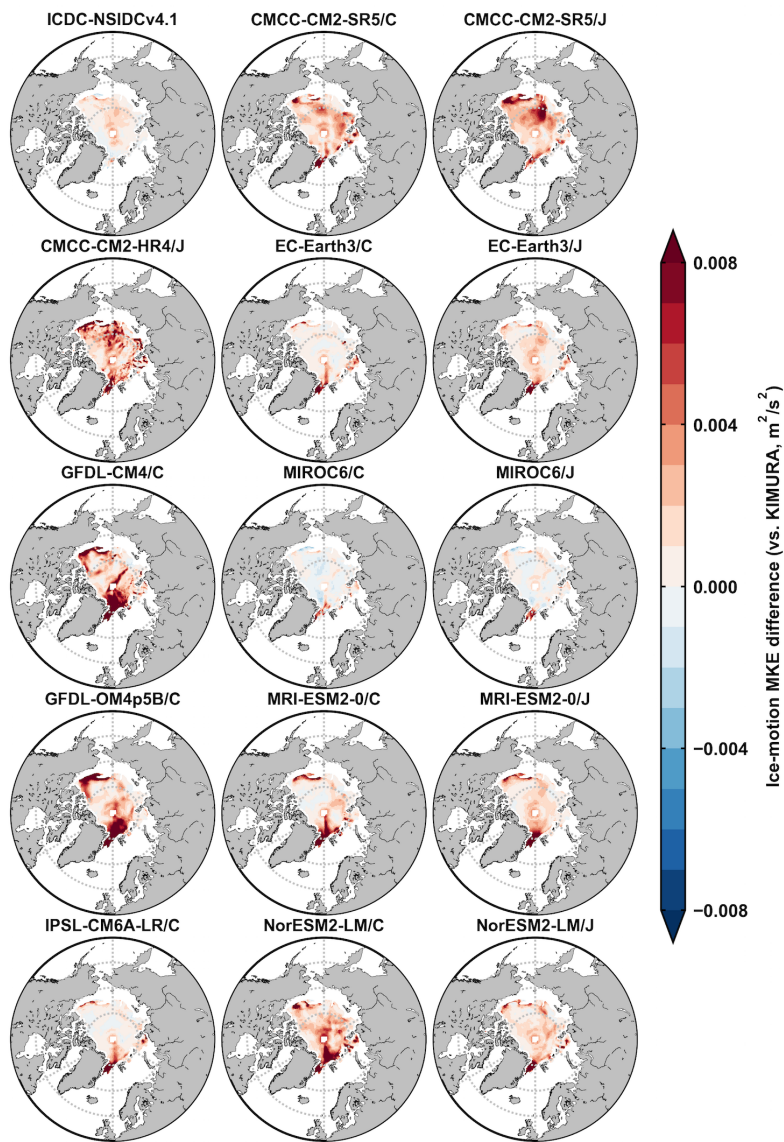 ICDC-NSIDCv4.1
CMCC-CM2-SR5/C
CMCC-CM2-SR5/J
CMCC-CM2-HR4/J
EC-Earth3/C
EC-Earth3/J
GFDL-CM4/C
MIROC6/C
MIROC6/J
GFDL-OM4p5B/C
MRI-ESM2-0/C
MRI-ESM2-0/J
IPSL-CM6A-LR/C
NorESM2-LM/C
NorESM2-LM/J
0.008
0.004
0.000
−0.004
−0.008
Ice-motion MKE difference (vs. KIMURA, m²/s²)